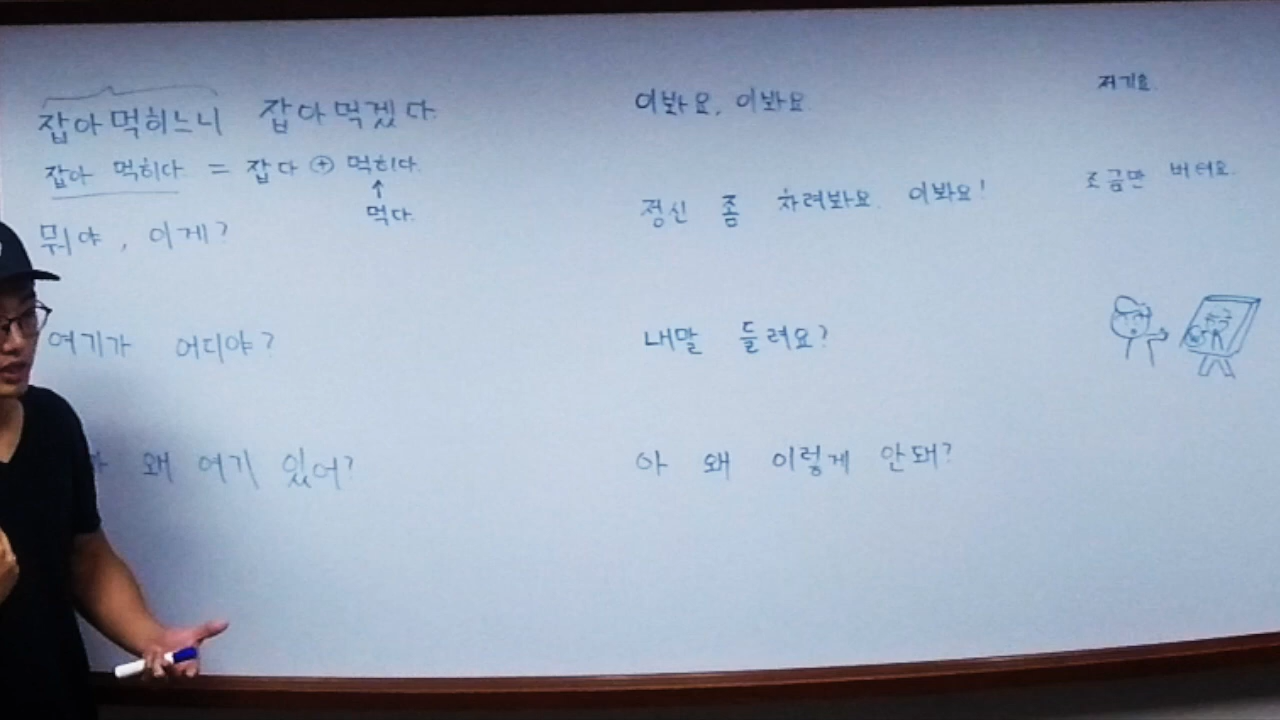 잡아먹히느니 잡아먹겠다.
잡아 먹히다 = 잡다 ⊕ 먹히다.
↑
먹다.
뭐야, 이게?
여기가 어디야?
왜 여기 있어?
이봐요, 이봐요.
정신 좀 차려봐요. 이봐요!
내말 들려요?
아 왜 이렇게 안돼?
저기요.
조금만 버텨요.